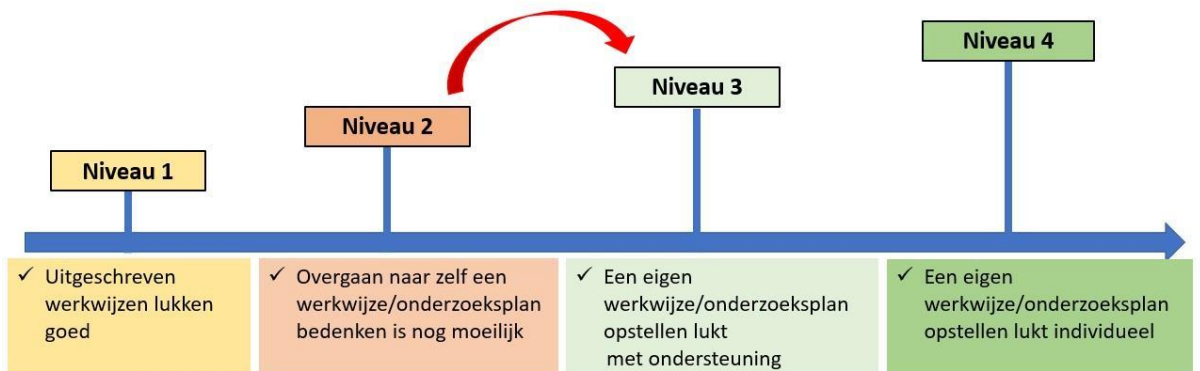 Niveau 1
Niveau 2
Niveau 3
Niveau 4
✓ Uitgeschreven
werkwijzen lukken
goed
✓ Overgaan naar zelf een
werkwijze/onderzoeksplan
bedenken is nog moeilijk
✓ Een eigen
werkwijze/onderzoeksplan
opstellen lukt
met ondersteuning
✓ Een eigen
werkwijze/onderzoeksplan
opstellen lukt individueel